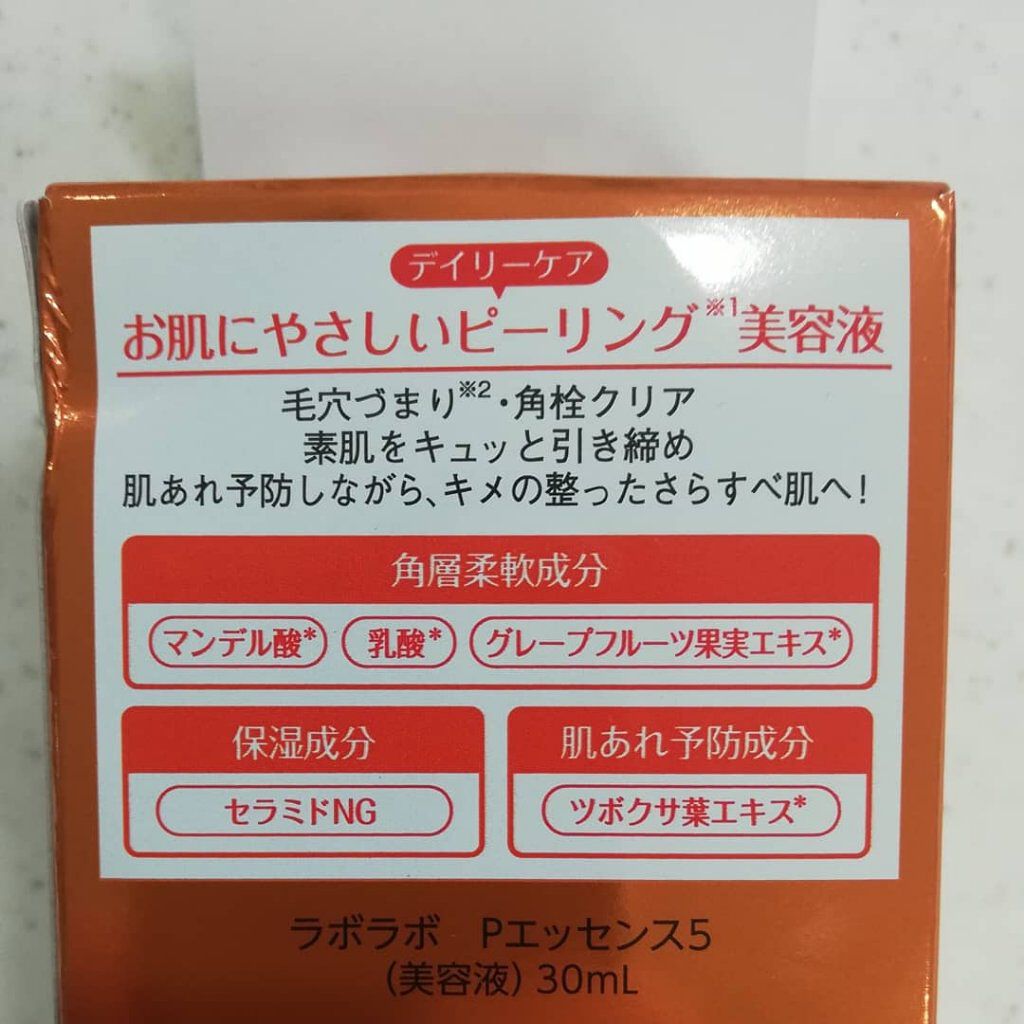 デイリーケア
お肌にやさしいピーリング※1美容液
毛穴づまり※2・角栓クリア
素肌をキュッと引き締め
肌あれ予防しながら、キメの整ったさらすべ肌へ!
角層柔軟成分
マンデル酸* 乳酸* グレープフルーツ果実エキス*
保湿成分
セラミドNG
肌あれ予防成分
ツボクサ葉エキス*
ラボラボ Pエッセンス5
(美容液) 30mL